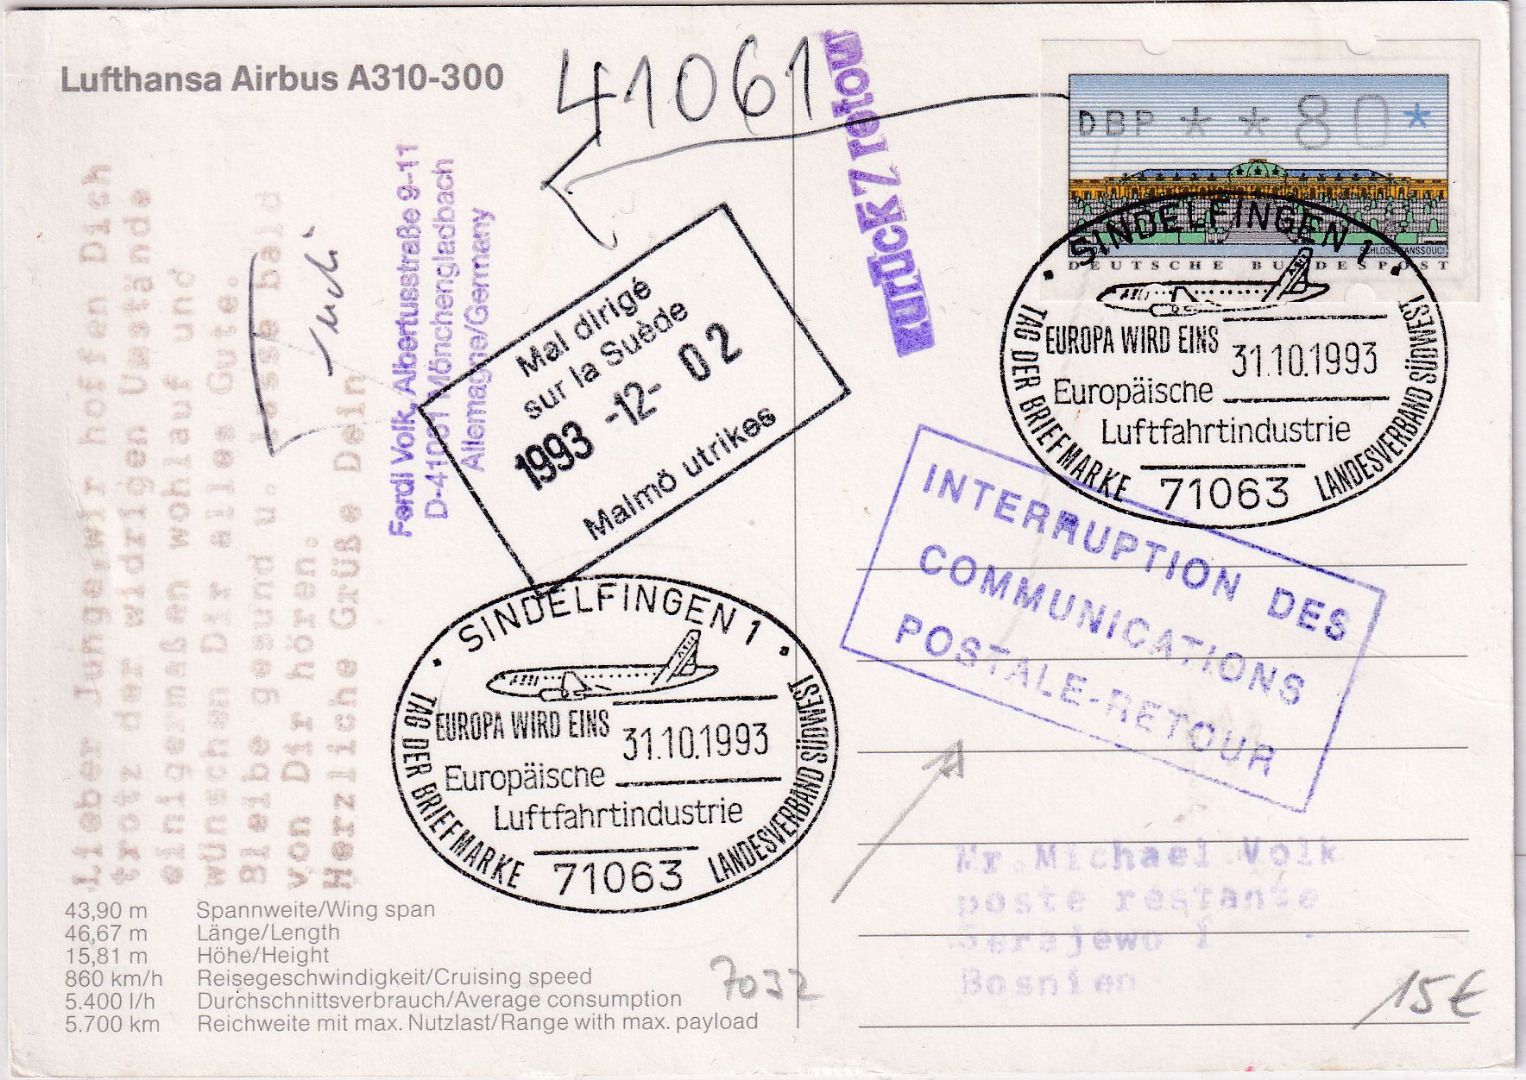 Lufthansa Airbus A310-300
41061
zurück / retour
DBP * * 80 *
SCHLOSS SANSSOUCI
DEUTSCHE BUNDESPOST
SINDELFINGEN 1
EUROPA WIRD EINS
31.10.1993
Europäische
Luftfahrtindustrie
71063
TAG DER BRIEFMARKE
LANDESVERBAND SÜDWEST
Lieber Junge, wir hoffen Dich
trotz der widrigen Umstände
einigermaßen wohlauf und
wünschen Dir alles Gute.
Bleibe gesund u. lasse bald
von Dir hören.
Herzliche Grüße Dein
Ferdi Volk, Albertusstraße 9-11
D-41061 Mönchengladbach
Allemagne/Germany
Mal dirigé
sur la Suède
1993 -12- 02
Malmö utrikes
INTERRUPTION DES
COMMUNICATIONS
POSTALE-RETOUR
SINDELFINGEN 1
EUROPA WIRD EINS
31.10.1993
Europäische
Luftfahrtindustrie
71063
TAG DER BRIEFMARKE
LANDESVERBAND SÜDWEST
Mr. Michael Volk
poste restante
Serajewo 1
Bosnien
43,90 m Spannweite/Wing span
46,67 m Länge/Length
15,81 m Höhe/Height
860 km/h Reisegeschwindigkeit/Cruising speed
5.400 l/h Durchschnittsverbrauch/Average consumption
5.700 km Reichweite mit max. Nutzlast/Range with max. payload
7032
15€